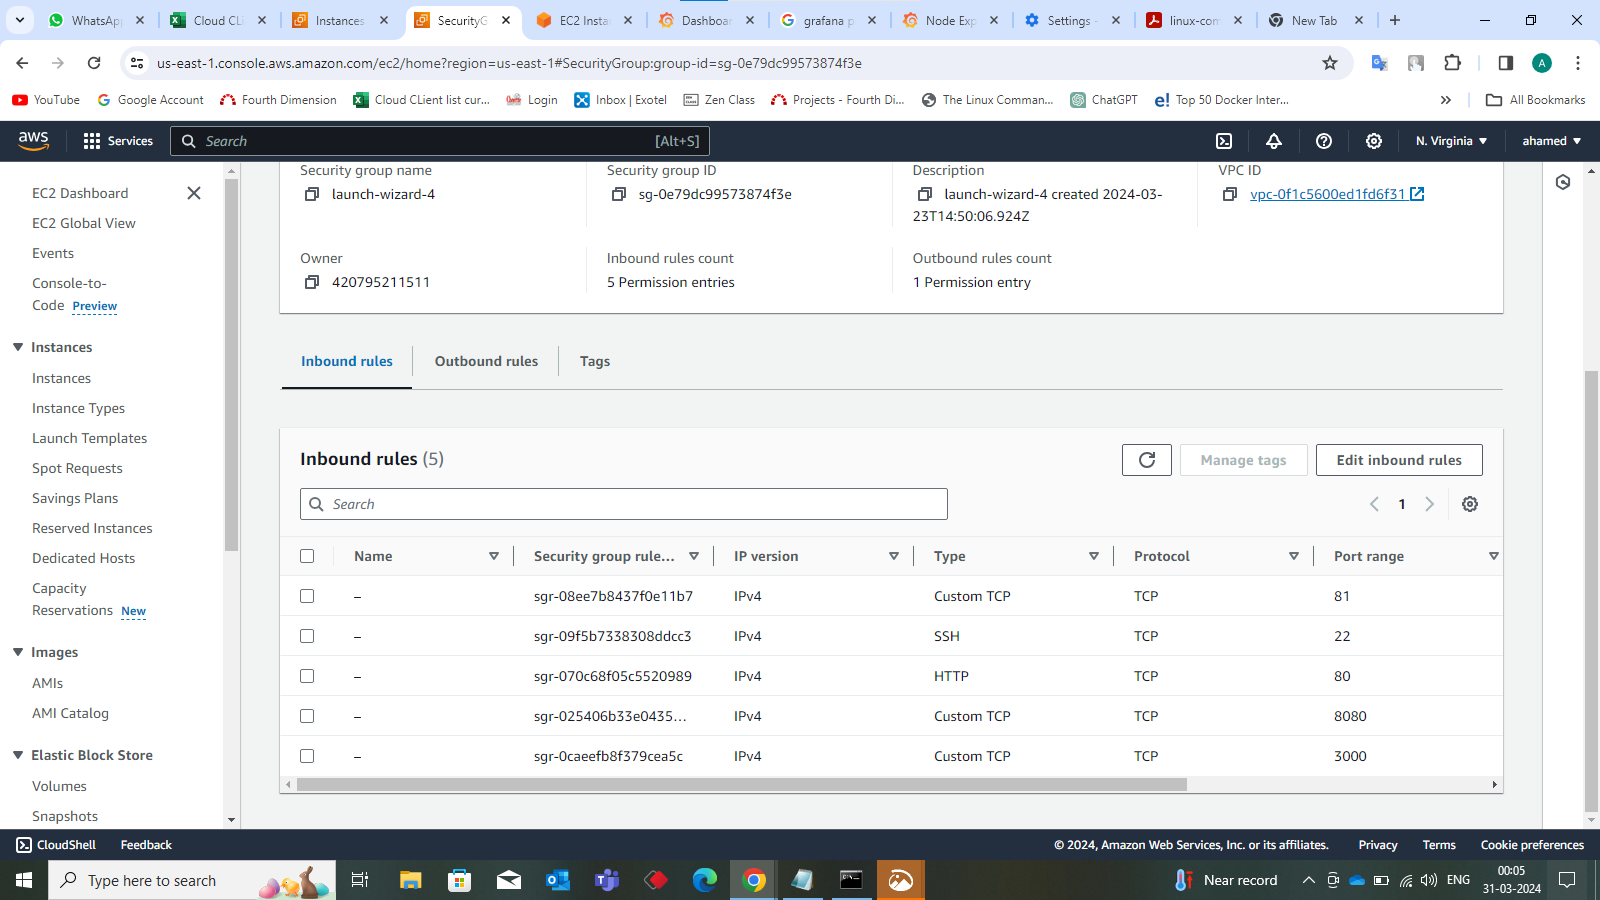 WhatsAp
Cloud CLi
Instances
SecurityG
EC2 Insta
Dashboar
grafana p
Node Exp
Settings -
linux-com
New Tab
us-east-1.console.aws.amazon.com/ec2/home?region=us-east-1#SecurityGroup:group-id=sg-0e79dc99573874f3e
A
YouTube
Google Account
Fourth Dimension
Cloud CLient list cur...
Login
Inbox | Exotel
Zen Class
Projects - Fourth Di...
The Linux Comman...
ChatGPT
Top 50 Docker Inter...
»
All Bookmarks
aws
Services
Search
[Alt+S]
N. Virginia
ahamed
EC2 Dashboard
EC2 Global View
Events
Console-to-
Code Preview
Instances
Instances
Instance Types
Launch Templates
Spot Requests
Savings Plans
Reserved Instances
Dedicated Hosts
Capacity
Reservations New
Images
AMIs
AMI Catalog
Elastic Block Store
Volumes
Snapshots
Security group name
launch-wizard-4
Security group ID
sg-0e79dc99573874f3e
Description
launch-wizard-4 created 2024-03-
23T14:50:06.924Z
VPC ID
vpc-0f1c5600ed1fd6f31
Owner
420795211511
Inbound rules count
5 Permission entries
Outbound rules count
1 Permission entry
Inbound rules
Outbound rules
Tags
Inbound rules (5)
Manage tags
Edit inbound rules
Search
1
Name Security group rule... IP version Type Protocol Port range
– sgr-08ee7b8437f0e11b7 IPv4 Custom TCP TCP 81
– sgr-09f5b7338308ddcc3 IPv4 SSH TCP 22
– sgr-070c68f05c5520989 IPv4 HTTP TCP 80
– sgr-025406b33e0435... IPv4 Custom TCP TCP 8080
– sgr-0caeefb8f379cea5c IPv4 Custom TCP TCP 3000
CloudShell
Feedback
© 2024, Amazon Web Services, Inc. or its affiliates.
Privacy
Terms
Cookie preferences
Type here to search
Near record
ENG
00:05
31-03-2024